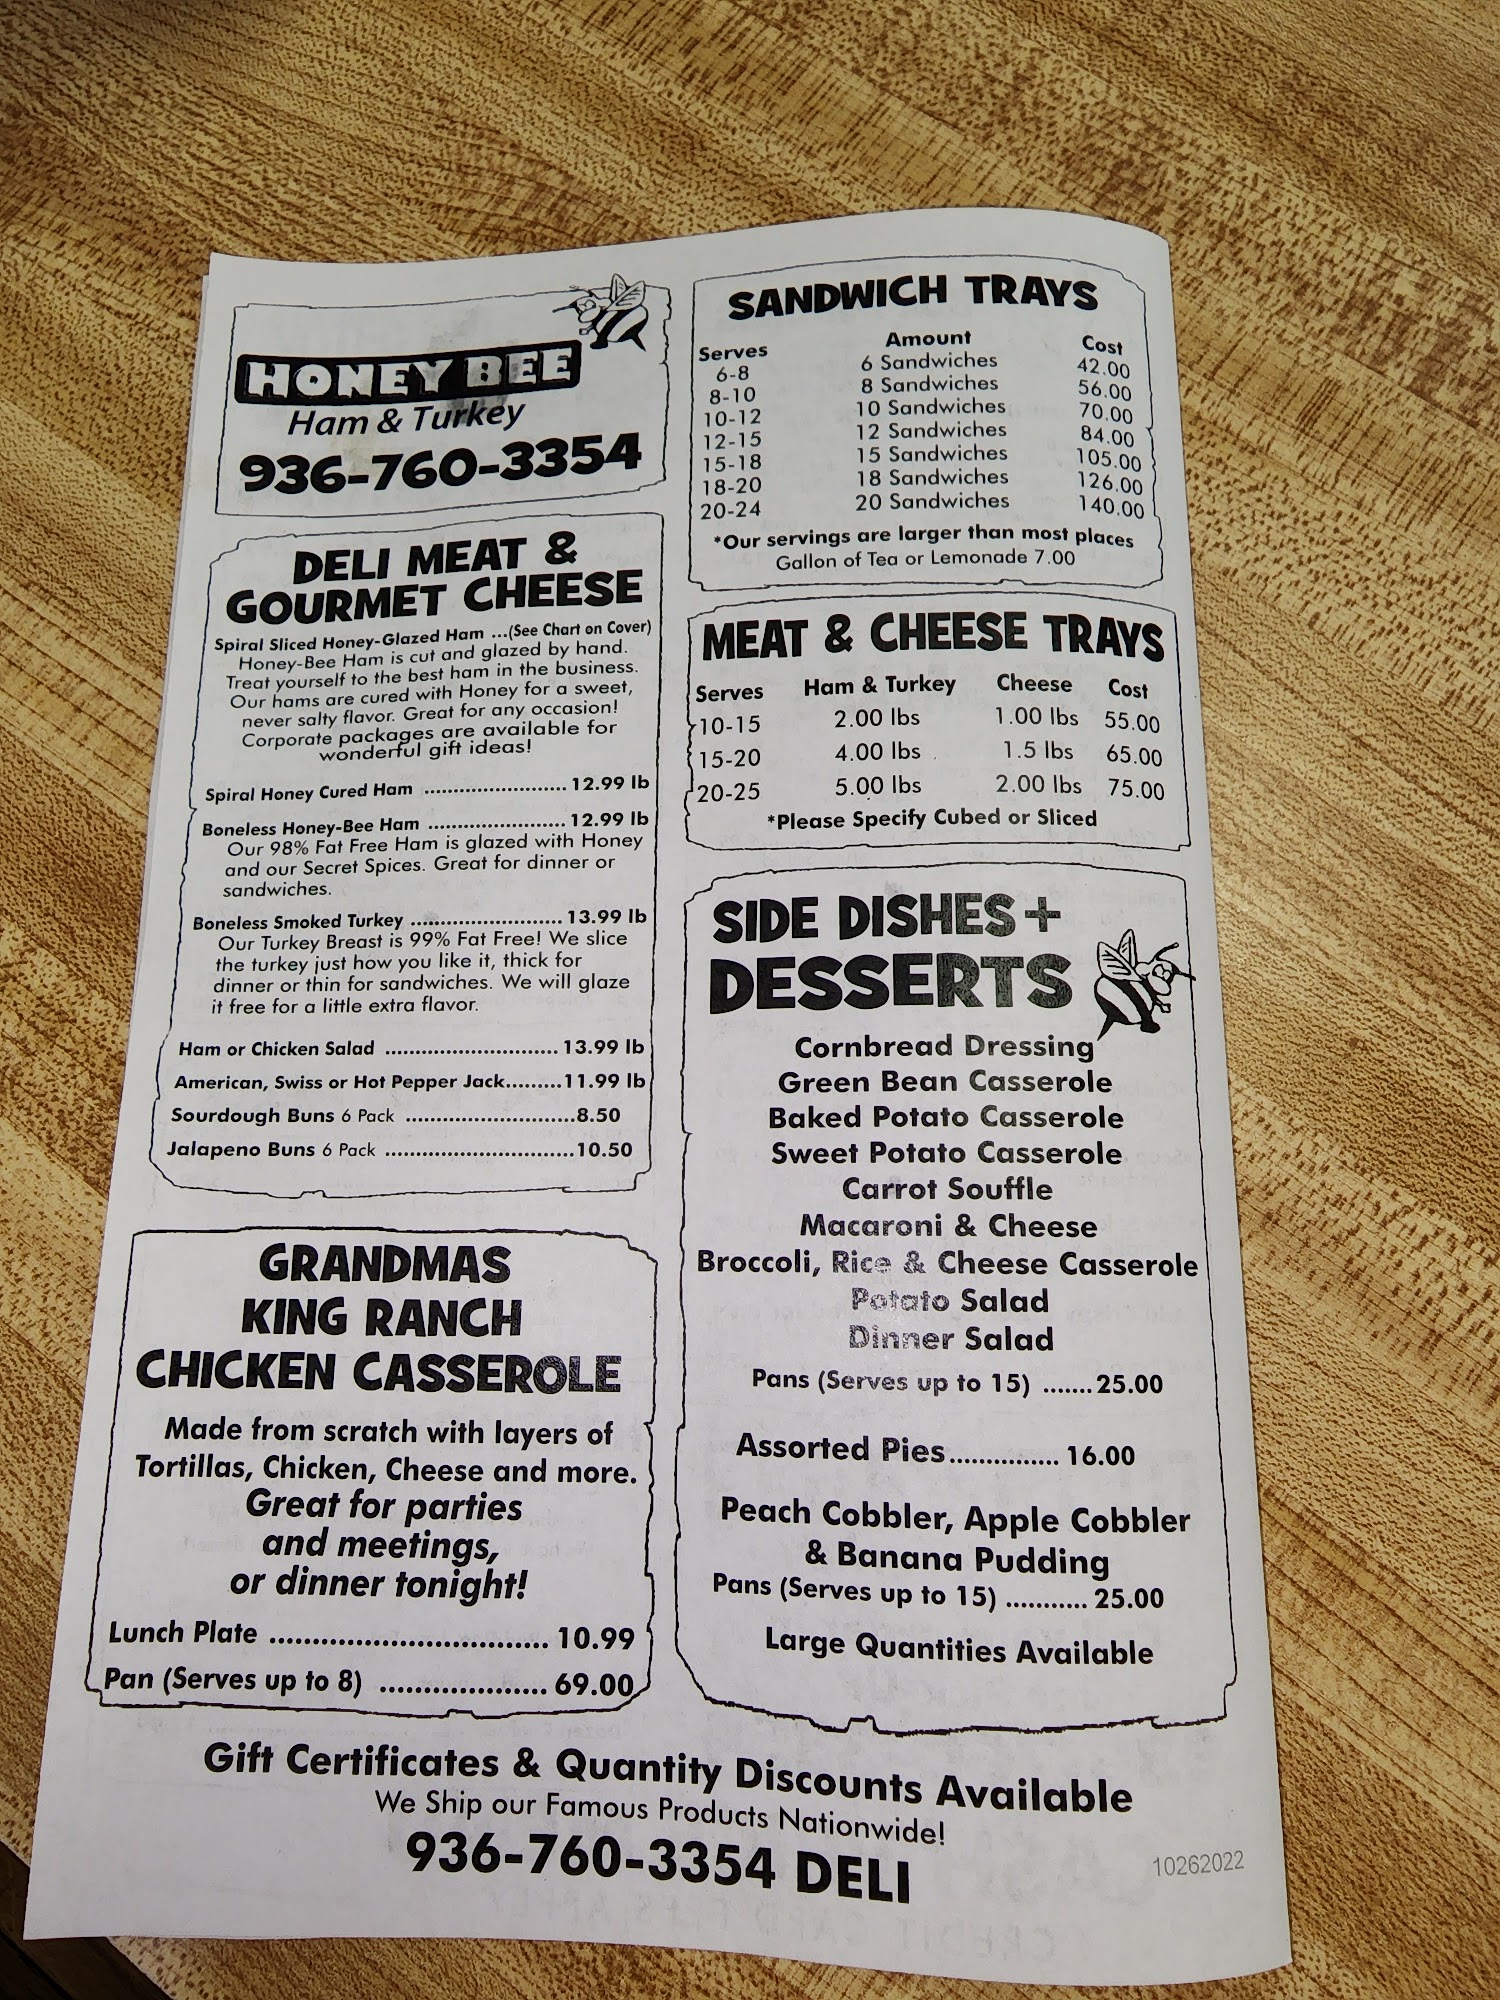 HONEY BEE
Ham & Turkey
936-760-3354
DELI MEAT &
GOURMET CHEESE
Spiral Sliced Honey-Glazed Ham ...(See Chart on Cover)
Honey-Bee Ham is cut and glazed by hand.
Treat yourself to the best ham in the business.
Our hams are cured with Honey for a sweet,
never salty flavor. Great for any occasion!
Corporate packages are available for
wonderful gift ideas!
Spiral Honey Cured Ham ........................ 12.99 lb
Boneless Honey-Bee Ham ....................... 12.99 lb
Our 98% Fat Free Ham is glazed with Honey
and our Secret Spices. Great for dinner or
sandwiches.
Boneless Smoked Turkey ......................... 13.99 lb
Our Turkey Breast is 99% Fat Free! We slice
the turkey just how you like it, thick for
dinner or thin for sandwiches. We will glaze
it free for a little extra flavor.
Ham or Chicken Salad ............................. 13.99 lb
American, Swiss or Hot Pepper Jack.........11.99 lb
Sourdough Buns 6 Pack ............................8.50
Jalapeno Buns 6 Pack ................................10.50
GRANDMAS
KING RANCH
CHICKEN CASSEROLE
Made from scratch with layers of
Tortillas, Chicken, Cheese and more.
Great for parties
and meetings,
or dinner tonight!
Lunch Plate ................................ 10.99
Pan (Serves up to 8) .................... 69.00
SANDWICH TRAYS
Serves Amount Cost
6-8 6 Sandwiches 42.00
8-10 8 Sandwiches 56.00
10-12 10 Sandwiches 70.00
12-15 12 Sandwiches 84.00
15-18 15 Sandwiches 105.00
18-20 18 Sandwiches 126.00
20-24 20 Sandwiches 140.00
*Our servings are larger than most places
Gallon of Tea or Lemonade 7.00
MEAT & CHEESE TRAYS
Serves Ham & Turkey Cheese Cost
10-15 2.00 lbs 1.00 lbs 55.00
15-20 4.00 lbs 1.5 lbs 65.00
20-25 5.00 lbs 2.00 lbs 75.00
*Please Specify Cubed or Sliced
SIDE DISHES +
DESSERTS
Cornbread Dressing
Green Bean Casserole
Baked Potato Casserole
Sweet Potato Casserole
Carrot Souffle
Macaroni & Cheese
Broccoli, Rice & Cheese Casserole
Potato Salad
Dinner Salad
Pans (Serves up to 15) .......25.00
Assorted Pies............... 16.00
Peach Cobbler, Apple Cobbler
& Banana Pudding
Pans (Serves up to 15) ........... 25.00
Large Quantities Available
Gift Certificates & Quantity Discounts Available
We Ship our Famous Products Nationwide!
936-760-3354 DELI
10262022